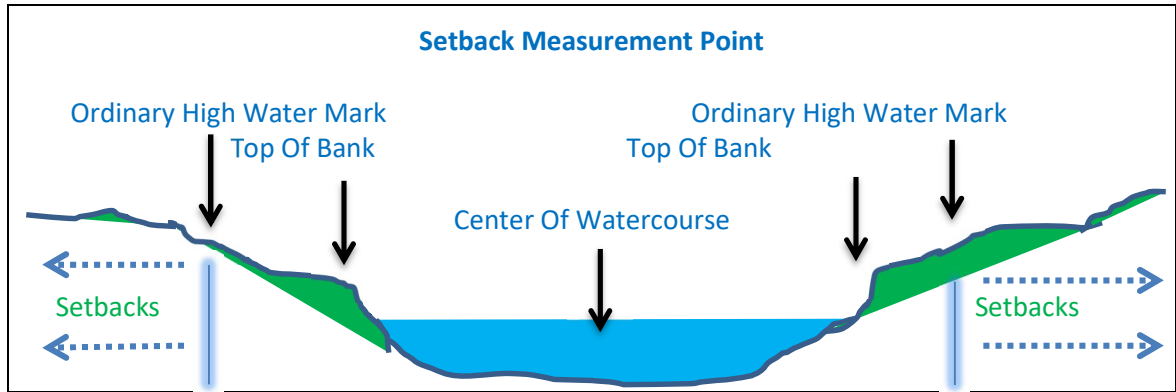 Setback Measurement Point
Ordinary High Water Mark
Ordinary High Water Mark
Top Of Bank
Top Of Bank
Center Of Watercourse
Setbacks
Setbacks